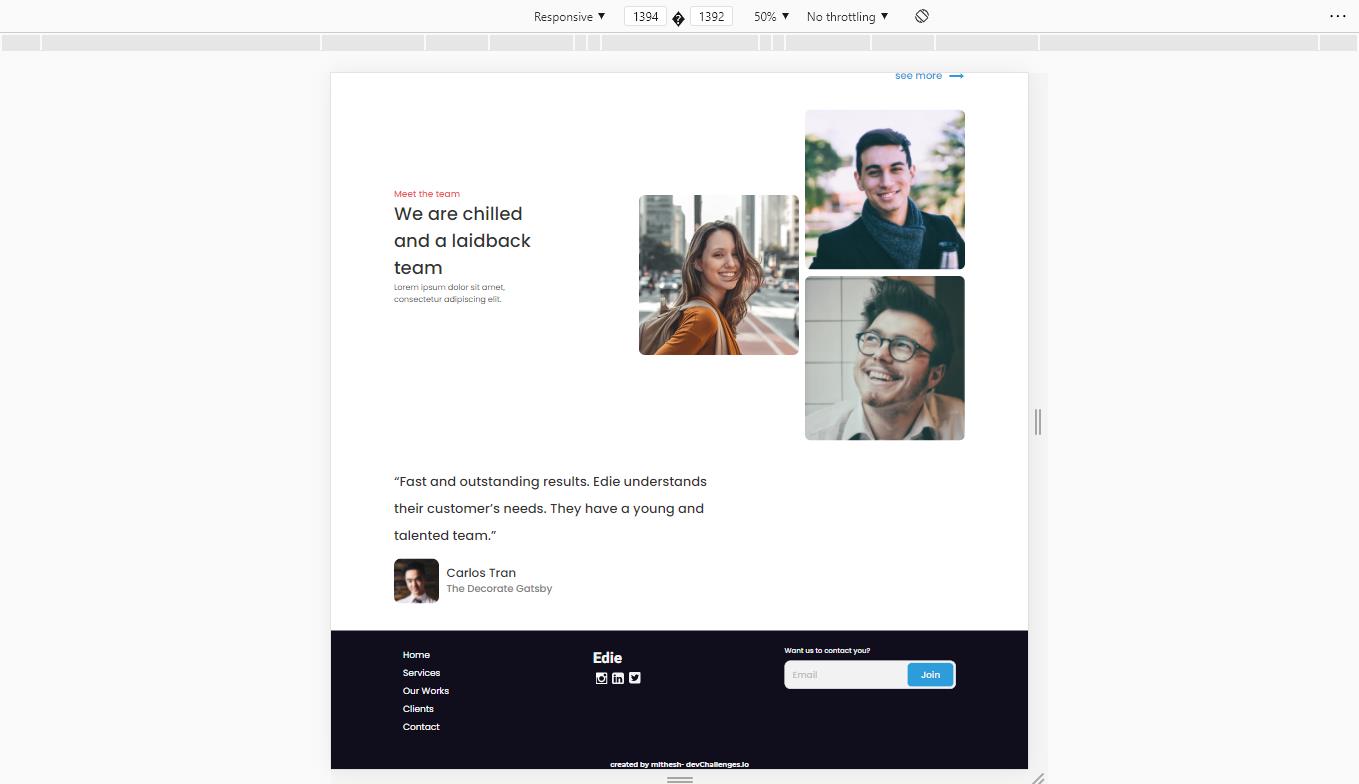 Responsive
1394
1392
50%
No throttling
see more
Meet the team
We are chilled
and a laidback
team
Lorem ipsum dolor sit amet,
consectetur adipiscing elit.
“Fast and outstanding results. Edie understands
their customer’s needs. They have a young and
talented team.”
Carlos Tran
The Decorate Gatsby
Home
Services
Our Works
Clients
Contact
Edie
Want us to contact you?
Email
Join
created by mithesh- devChallenges.io